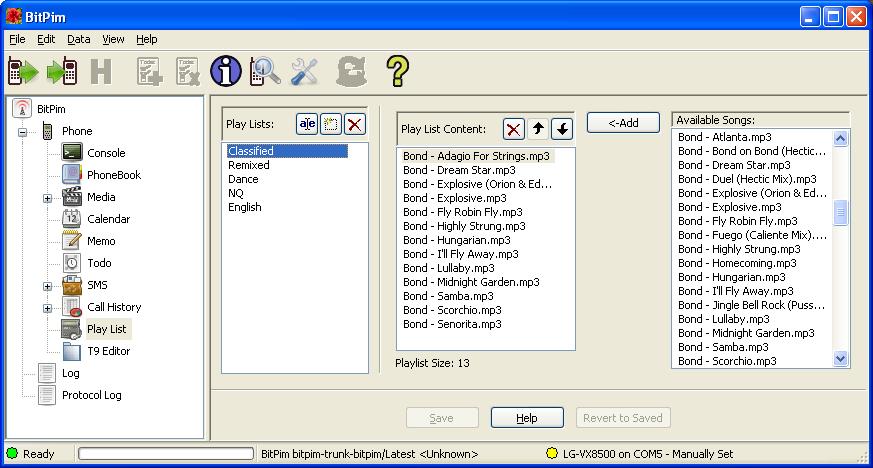 BitPim
File Edit Data View Help
Todo: Todo:
BitPim
Phone
Console
PhoneBook
Media
Calendar
12
Memo
Todo
SMS
Call History
Play List
T9 Editor
Log
Protocol Log
Play Lists:
Classified
Remixed
Dance
NQ
English
Play List Content:
Bond - Adagio For Strings.mp3
Bond - Dream Star.mp3
Bond - Explosive (Orion & Ed...
Bond - Explosive.mp3
Bond - Fly Robin Fly.mp3
Bond - Highly Strung.mp3
Bond - Hungarian.mp3
Bond - I'll Fly Away.mp3
Bond - Lullaby.mp3
Bond - Midnight Garden.mp3
Bond - Samba.mp3
Bond - Scorchio.mp3
Bond - Senorita.mp3
Playlist Size: 13
<-Add
Available Songs:
Bond - Atlanta.mp3
Bond - Bond on Bond (Hectic...
Bond - Dream Star.mp3
Bond - Duel (Hectic Mix).mp3
Bond - Explosive (Orion & Ed...
Bond - Explosive.mp3
Bond - Fly Robin Fly.mp3
Bond - Fuego (Caliente Mix)....
Bond - Highly Strung.mp3
Bond - Homecoming.mp3
Bond - Hungarian.mp3
Bond - I'll Fly Away.mp3
Bond - Jingle Bell Rock (Puss...
Bond - Lullaby.mp3
Bond - Midnight Garden.mp3
Bond - Samba.mp3
Bond - Scorchio.mp3
Save Help Revert to Saved
Ready BitPim bitpim-trunk-bitpim/Latest <Unknown> LG-VX8500 on COM5 - Manually Set